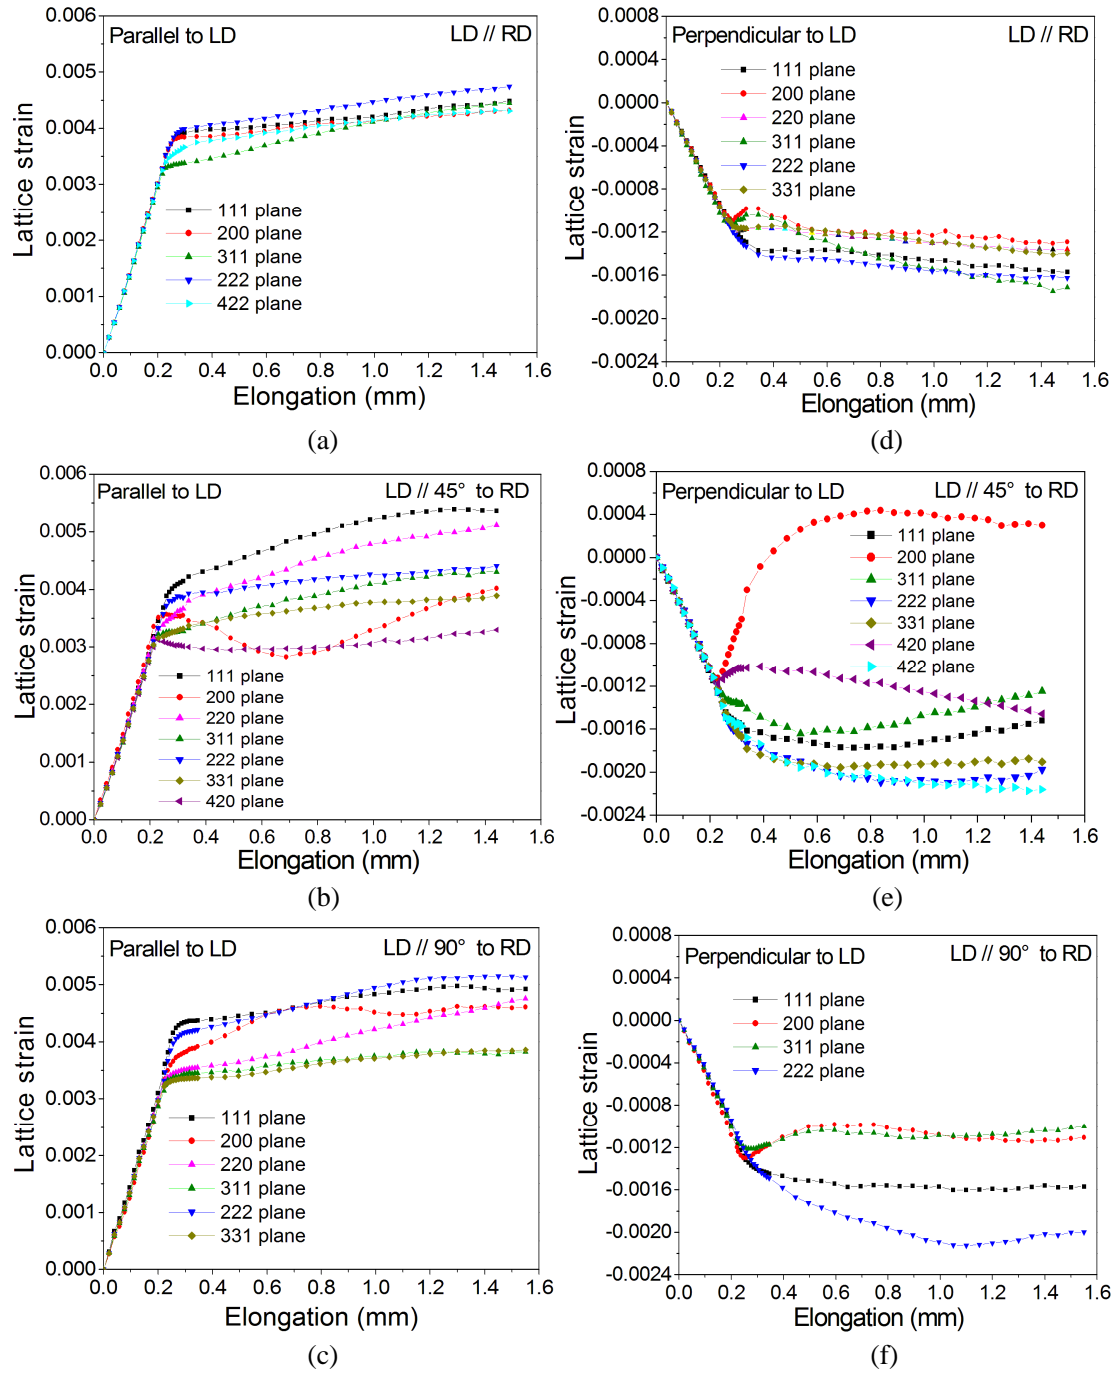 0.006
0.005
0.004
0.003
0.002
0.001
0.000
Lattice strain
Parallel to LD
LD // RD
111 plane
200 plane
311 plane
222 plane
422 plane
0.0 0.2 0.4 0.6 0.8 1.0 1.2 1.4 1.6
Elongation (mm)
(a)
0.0008
0.0004
0.0000
-0.0004
-0.0008
-0.0012
-0.0016
-0.0020
-0.0024
Lattice strain
Perpendicular to LD
LD // RD
111 plane
200 plane
220 plane
311 plane
222 plane
331 plane
0.0 0.2 0.4 0.6 0.8 1.0 1.2 1.4 1.6
Elongation (mm)
(d)
0.006
0.005
0.004
0.003
0.002
0.001
0.000
Lattice strain
Parallel to LD
LD // 45° to RD
111 plane
200 plane
220 plane
311 plane
222 plane
331 plane
420 plane
0.0 0.2 0.4 0.6 0.8 1.0 1.2 1.4 1.6
Elongation (mm)
(b)
0.0008
0.0004
0.0000
-0.0004
-0.0008
-0.0012
-0.0016
-0.0020
-0.0024
Lattice strain
Perpendicular to LD
LD // 45° to RD
111 plane
200 plane
311 plane
222 plane
331 plane
420 plane
422 plane
0.0 0.2 0.4 0.6 0.8 1.0 1.2 1.4 1.6
Elongation (mm)
(e)
0.006
0.005
0.004
0.003
0.002
0.001
0.000
Lattice strain
Parallel to LD
LD // 90° to RD
111 plane
200 plane
220 plane
311 plane
222 plane
331 plane
0.0 0.2 0.4 0.6 0.8 1.0 1.2 1.4 1.6
Elongation (mm)
(c)
0.0008
0.0004
0.0000
-0.0004
-0.0008
-0.0012
-0.0016
-0.0020
-0.0024
Lattice strain
Perpendicular to LD
LD // 90° to RD
111 plane
200 plane
311 plane
222 plane
0.0 0.2 0.4 0.6 0.8 1.0 1.2 1.4 1.6
Elongation (mm)
(f)